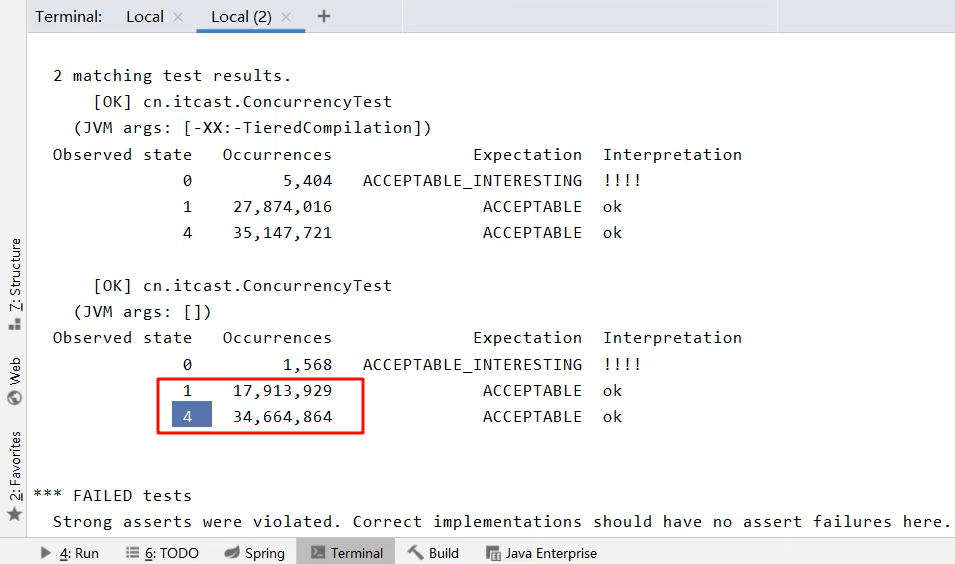 Terminal: Local × Local (2) × +
2 matching test results.
[OK] cn.itcast.ConcurrencyTest
(JVM args: [-XX:-TieredCompilation])
Observed state Occurrences Expectation Interpretation
0 5,404 ACCEPTABLE_INTERESTING !!!!
1 27,874,016 ACCEPTABLE ok
4 35,147,721 ACCEPTABLE ok
[OK] cn.itcast.ConcurrencyTest
(JVM args: [])
Observed state Occurrences Expectation Interpretation
0 1,568 ACCEPTABLE_INTERESTING !!!!
1 17,913,929 ACCEPTABLE ok
4 34,664,864 ACCEPTABLE ok
*** FAILED tests
Strong asserts were violated. Correct implementations should have no assert failures here.
7: Structure
Web
2: Favorites
4: Run 6: TODO Spring Terminal Build Java Enterprise